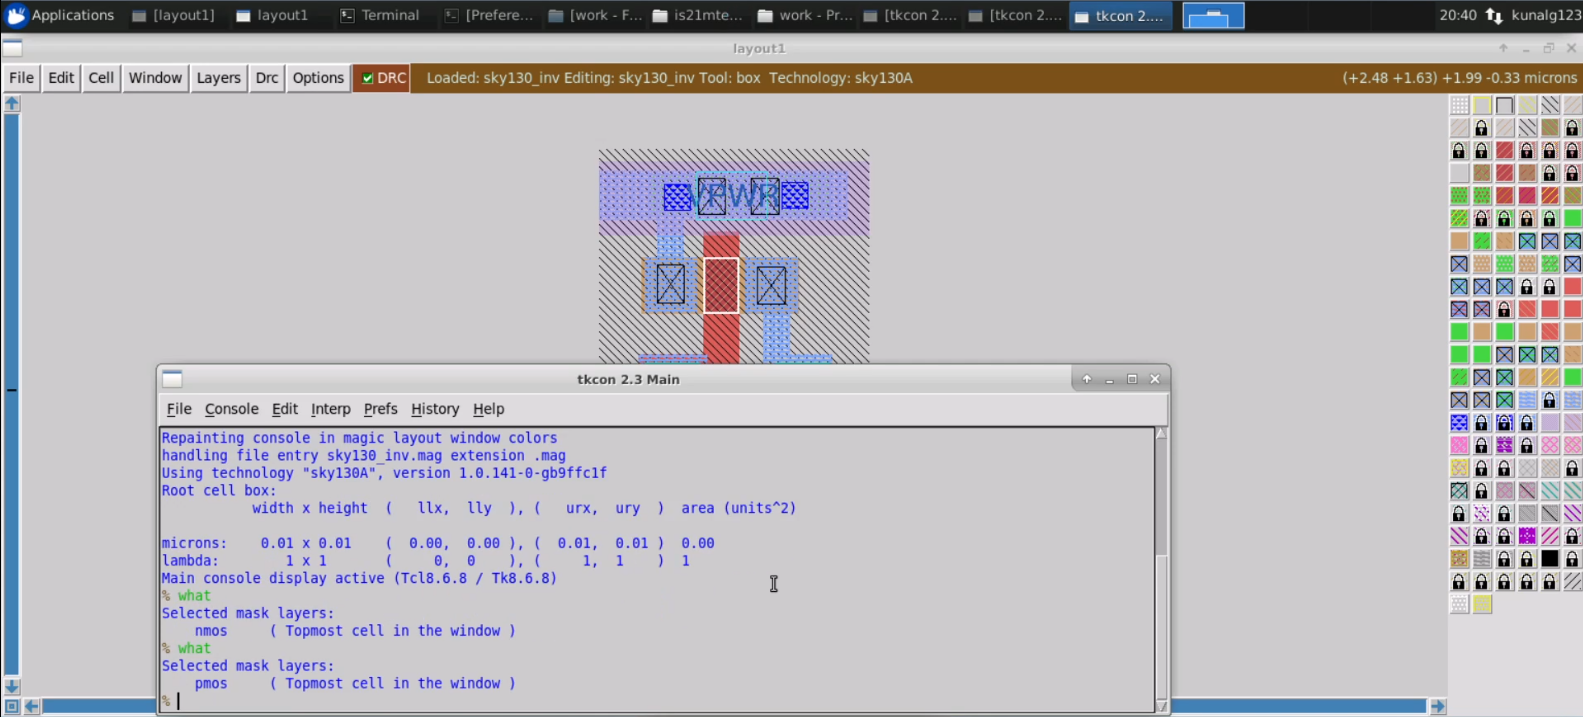 Applications [layout1] layout1 Terminal [Prefere... [work - F... is21mte... work - Pr... [tkcon 2.... [tkcon 2.... tkcon 2.... 20:40 kunalg123
layout1
File Edit Cell Window Layers Drc Options DRC Loaded: sky130_inv Editing: sky130_inv Tool: box Technology: sky130A (+2.48 +1.63) +1.99 -0.33 microns
VPWR
tkcon 2.3 Main
File Console Edit Interp Prefs History Help
Repainting console in magic layout window colors
handling file entry sky130_inv.mag extension .mag
Using technology "sky130A", version 1.0.141-0-gb9ffc1f
Root cell box:
width x height ( llx, lly ), ( urx, ury ) area (units^2)
microns: 0.01 x 0.01 ( 0.00, 0.00 ), ( 0.01, 0.01 ) 0.00
lambda: 1 x 1 ( 0, 0 ), ( 1, 1 ) 1
Main console display active (Tcl8.6.8 / Tk8.6.8)
% what
Selected mask layers:
nmos ( Topmost cell in the window )
% what
Selected mask layers:
pmos ( Topmost cell in the window )
%